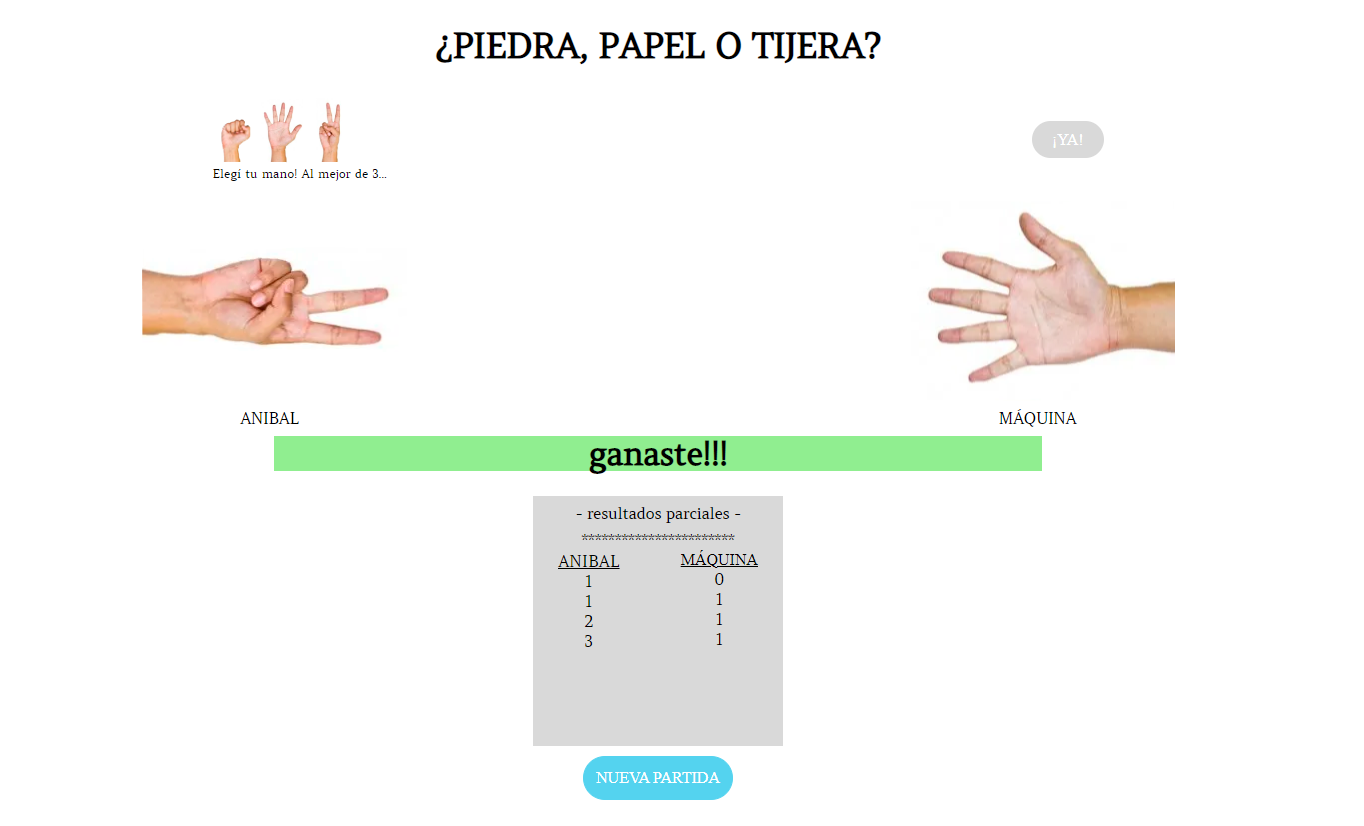 ¿PIEDRA, PAPEL O TIJERA?
¡YA!
Elegí tu mano! Al mejor de 3...
ANIBAL MÁQUINA
ganaste!!!
- resultados parciales -
***********************
ANIBAL MÁQUINA
1 0
1 1
2 1
3 1
NUEVA PARTIDA